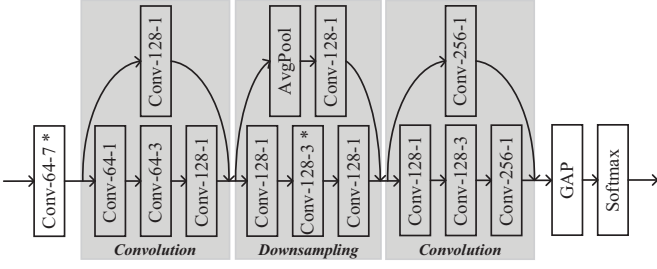 Conv-128-1
AvgPool
Conv-128-1
Conv-256-1
Conv-64-7 *
Conv-64-1
Conv-64-3
Conv-128-1
Conv-128-1
Conv-128-3 *
Conv-128-1
Conv-128-1
Conv-128-3
Conv-256-1
GAP
Softmax
Convolution
Downsampling
Convolution